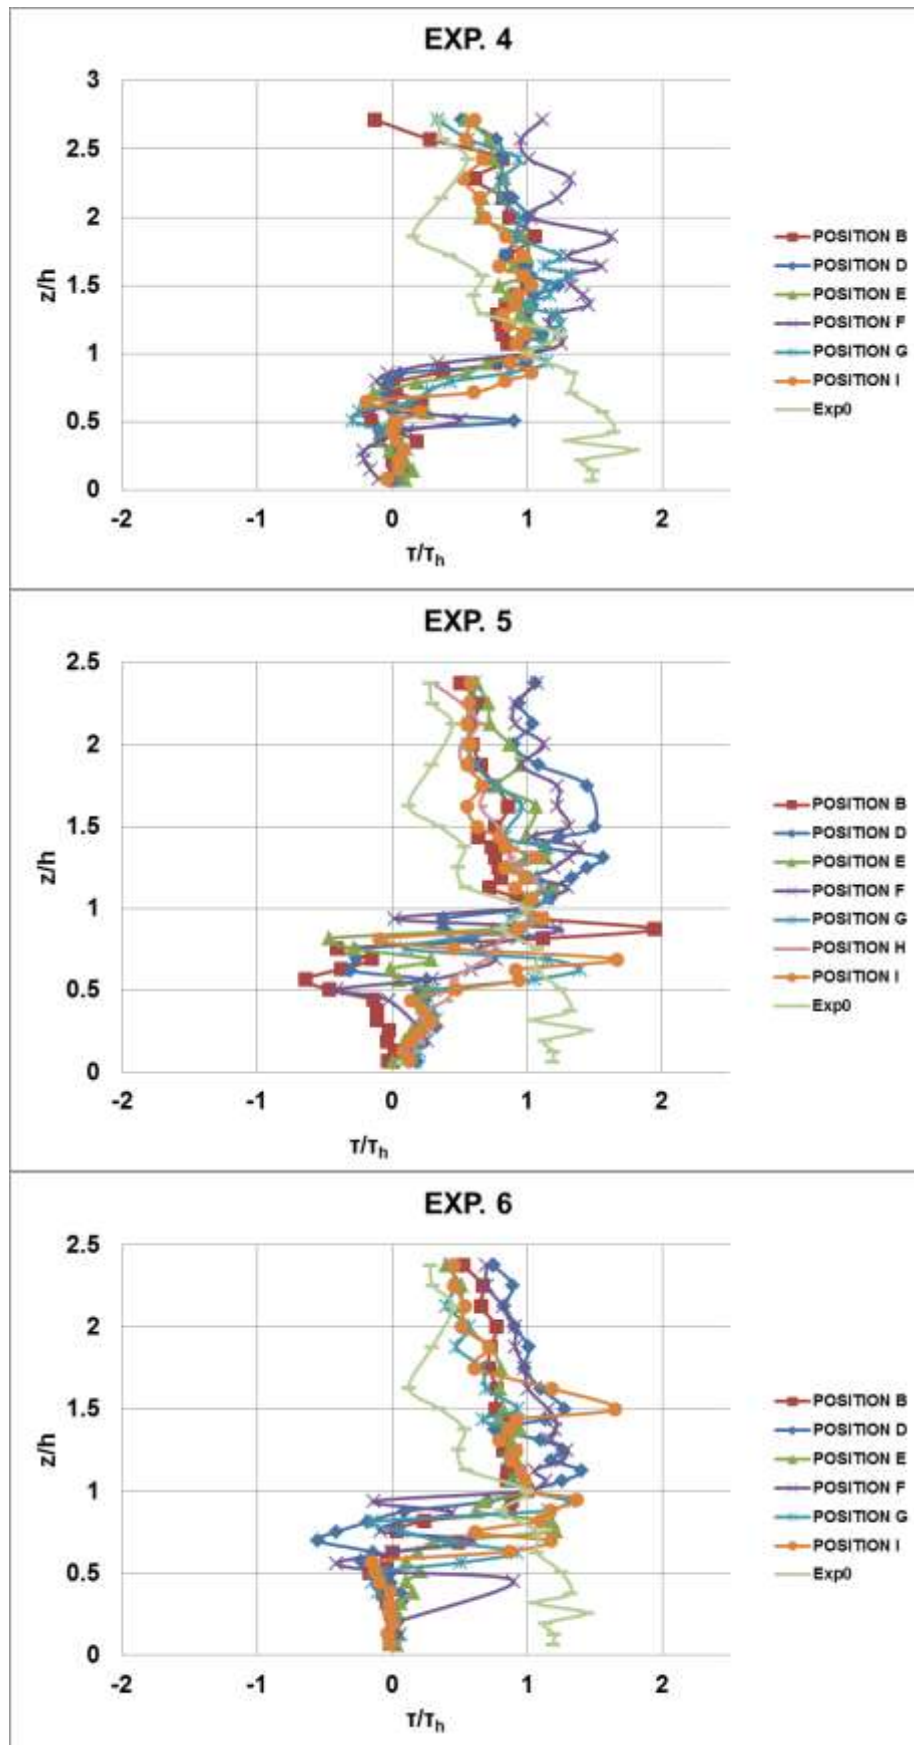 EXP. 4
3
2.5
2
1.5
1
0.5
0
z/h
-2 -1 0 1 2
τ/τh
POSITION B
POSITION D
POSITION E
POSITION F
POSITION G
POSITION I
Exp0
EXP. 5
2.5
2
1.5
1
0.5
0
z/h
-2 -1 0 1 2
τ/τh
POSITION B
POSITION D
POSITION E
POSITION F
POSITION G
POSITION H
POSITION I
Exp0
EXP. 6
2.5
2
1.5
1
0.5
0
z/h
-2 -1 0 1 2
τ/τh
POSITION B
POSITION D
POSITION E
POSITION F
POSITION G
POSITION I
Exp0